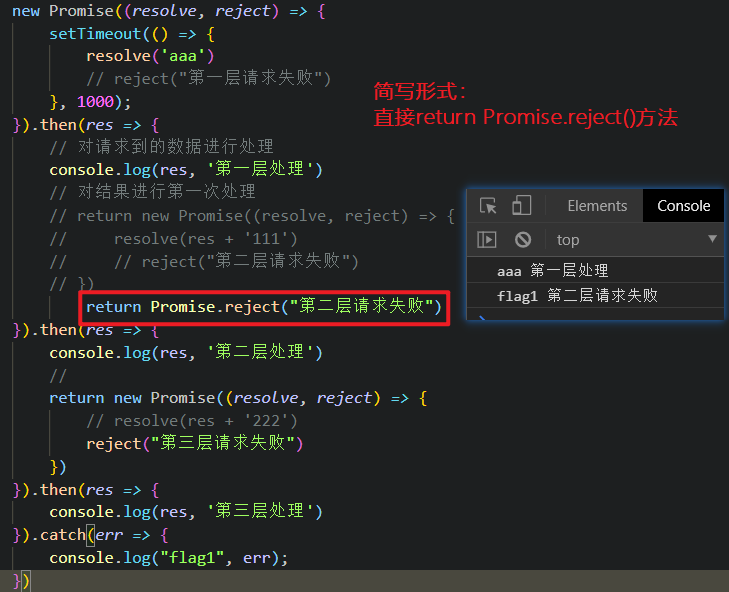 new Promise((resolve, reject) => {
    setTimeout(() => {
        resolve('aaa')
        // reject("第一层请求失败")
    }, 1000);
}).then(res => {
    // 对请求到的数据进行处理
    console.log(res, '第一层处理')
    // 对结果进行第一次处理
    // return new Promise((resolve, reject) => {
    //     resolve(res + '111')
    //     // reject("第二层请求失败")
    // })
        return Promise.reject("第二层请求失败")
}).then(res => {
    console.log(res, '第二层处理')
    //
    return new Promise((resolve, reject) => {
        // resolve(res + '222')
        reject("第三层请求失败")
    })
}).then(res => {
    console.log(res, '第三层处理')
}).catch(err => {
    console.log("flag1", err);
})
简写形式：
直接return Promise.reject()方法
Elements Console
top
aaa 第一层处理
flag1 第二层请求失败